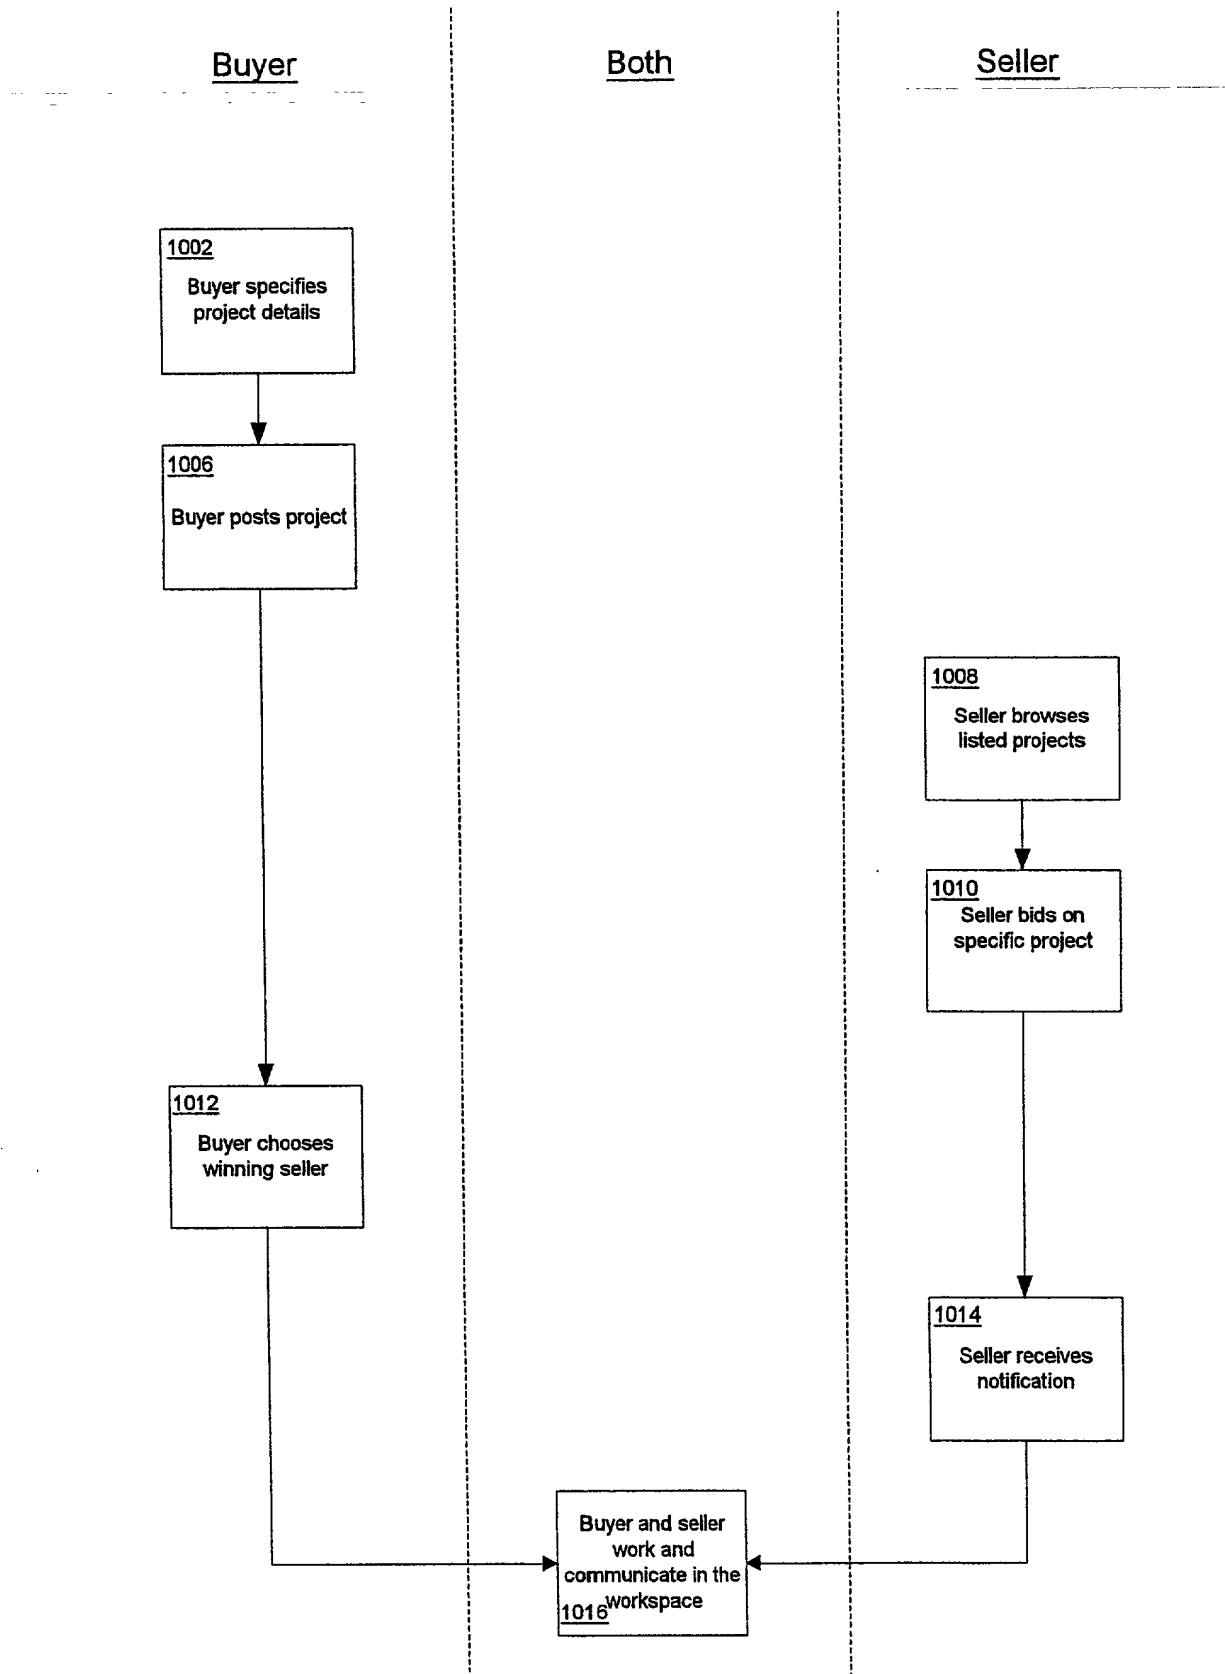 Buyer
Both
Seller
1002
Buyer specifies
project details
1006
Buyer posts project
1008
Seller browses
listed projects
1010
Seller bids on
specific project
1012
Buyer chooses
winning seller
1014
Seller receives
notification
Buyer and seller
work and
communicate in the
workspace
1016